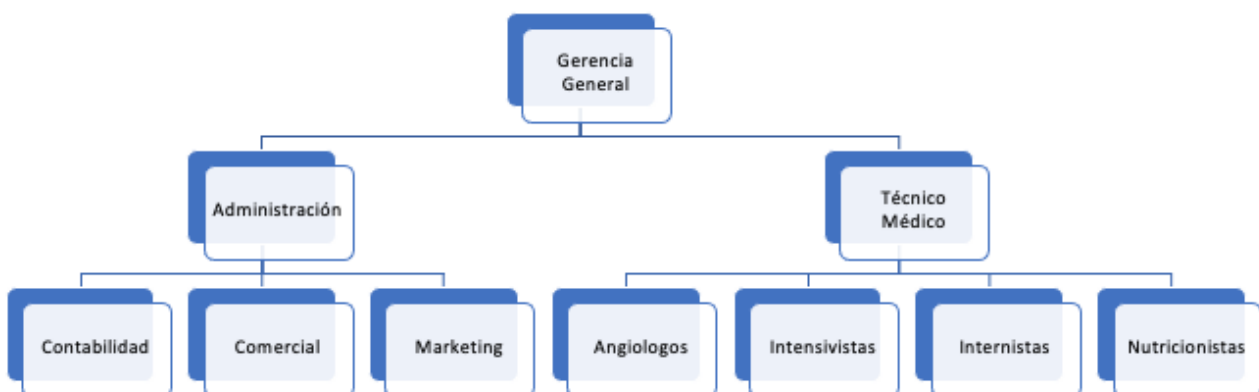 Gerencia
General
Administración
Técnico
Médico
Contabilidad
Comercial
Marketing
Angiologos
Intensivistas
Internistas
Nutricionistas